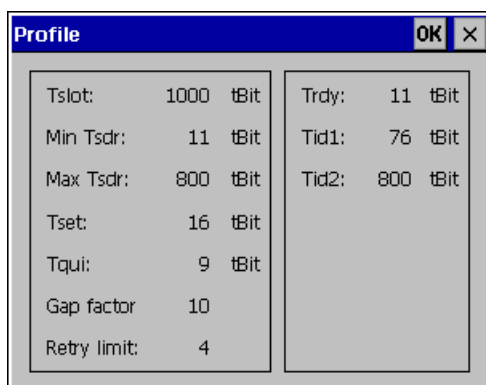 Profile OK ×
Tslot: 1000 tBit
Min Tsdr: 11 tBit
Max Tsdr: 800 tBit
Tset: 16 tBit
Tqui: 9 tBit
Gap factor 10
Retry limit: 4
Trdy: 11 tBit
Tid1: 76 tBit
Tid2: 800 tBit